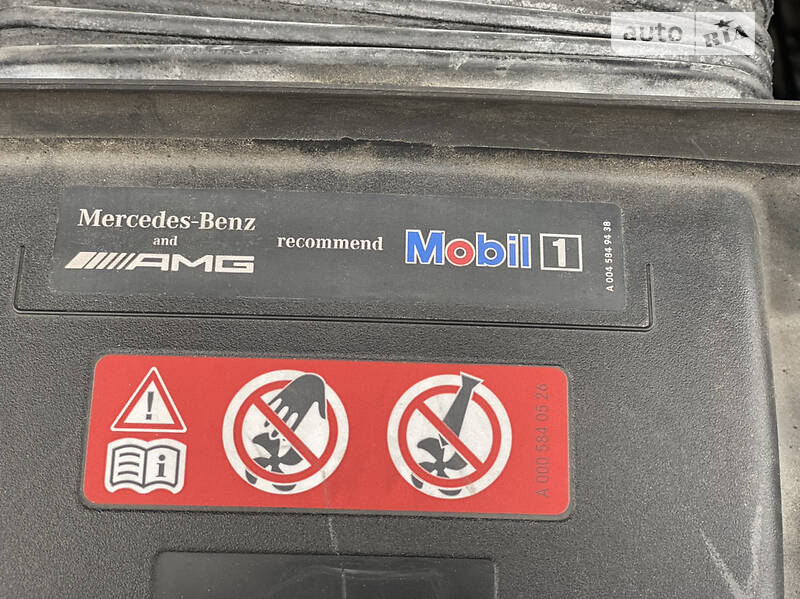 auto RIA
Mercedes-Benz
and
AMG
recommend
Mobil 1
A 004 584 94 38
A 000 584 05 26